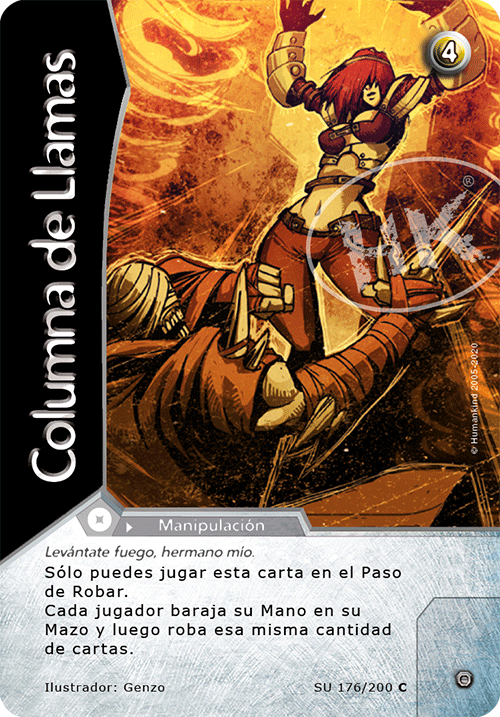 4
Columna de Llamas
HK®
© Humankind 2005-2020
Manipulación
Levántate fuego, hermano mío.
Sólo puedes jugar esta carta en el Paso
de Robar.
Cada jugador baraja su Mano en su
Mazo y luego roba esa misma cantidad
de cartas.
Ilustrador: Genzo
SU 176/200 C